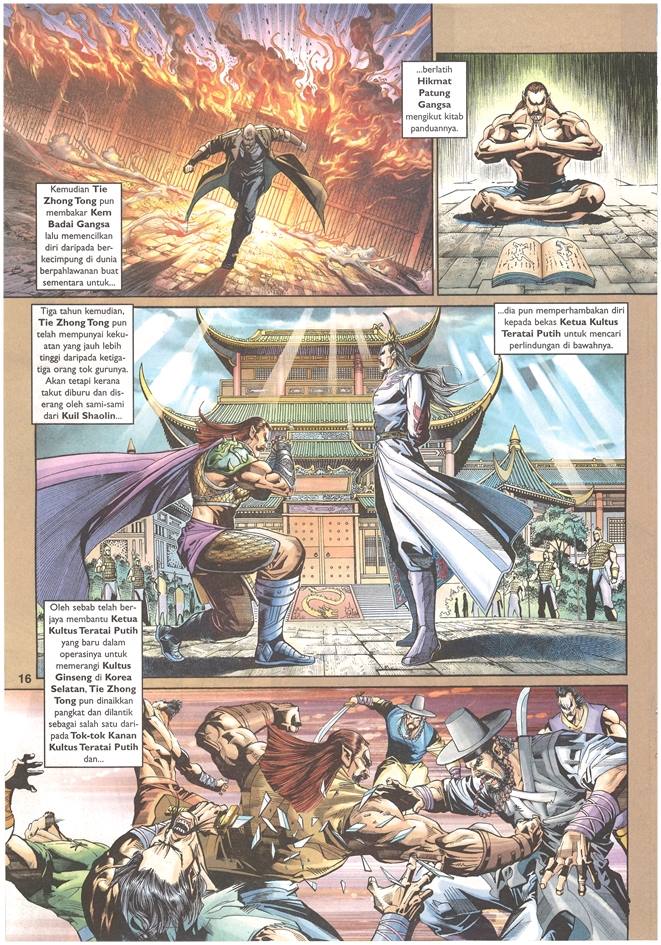 Kemudian Tie
Zhong Tong pun
membakar Kem
Badai Gangsa
lalu memencilkan
diri daripada ber-
kecimpung di dunia
berpahlawanan buat
sementara untuk...
...berlatih
Hikmat
Patung
Gangsa
mengikut kitab
panduannya.
Tiga tahun kemudian,
Tie Zhong Tong pun
telah mempunyai keku-
atan yang jauh lebih
tinggi daripada ketiga-
tiga orang tok gurunya.
Akan tetapi kerana
takut diburu dan dis-
erang oleh sami-sami
dari Kuil Shaolin...
...dia pun memperhambakan diri
kepada bekas Ketua Kultus
Teratai Putih untuk mencari
perlindungan di bawahnya.
Oleh sebab telah ber-
jaya membantu Ketua
Kultus Teratai Putih
yang baru dalam
operasinya untuk
memerangi Kultus
Ginseng di Korea
Selatan, Tie Zhong
Tong pun dinaikkan
pangkat dan dilantik
sebagai salah satu dari-
pada Tok-tok Kanan
Kultus Teratai Putih
dan...
16